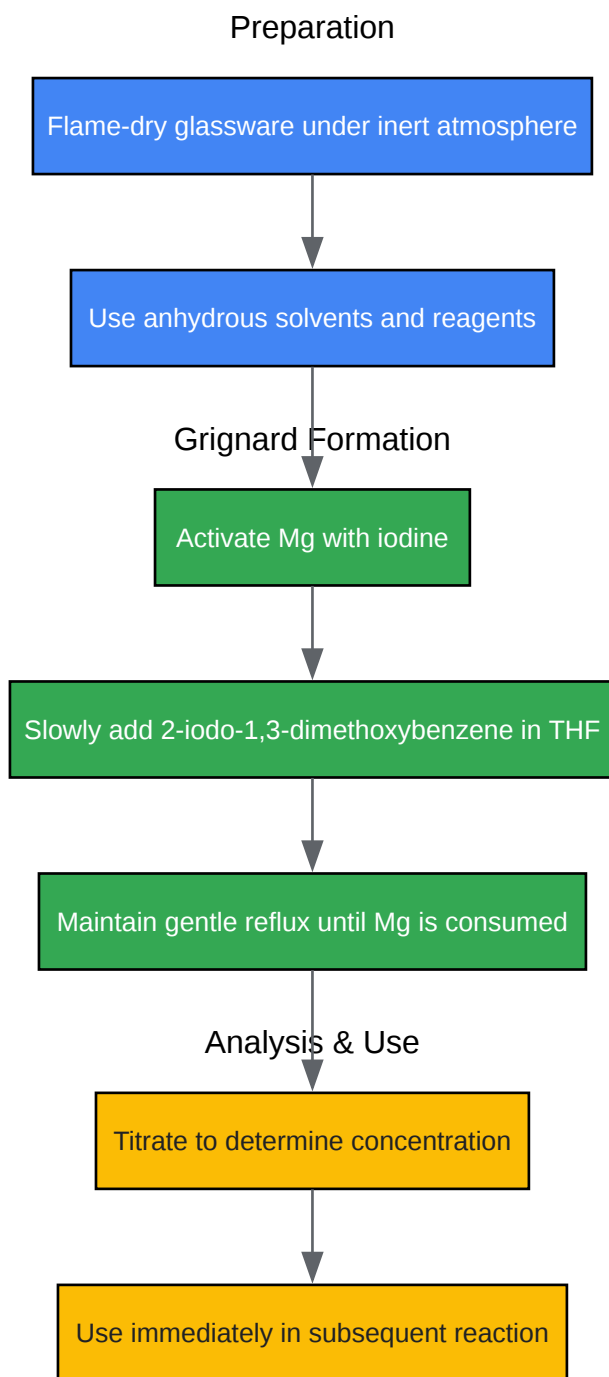 Preparation
Flame-dry glassware under inert atmosphere
Use anhydrous solvents and reagents
Grignard Formation
Activate Mg with iodine
Slowly add 2-iodo-1,3-dimethoxybenzene in THF
Maintain gentle reflux until Mg is consumed
Analysis & Use
Titrate to determine concentration
Use immediately in subsequent reaction